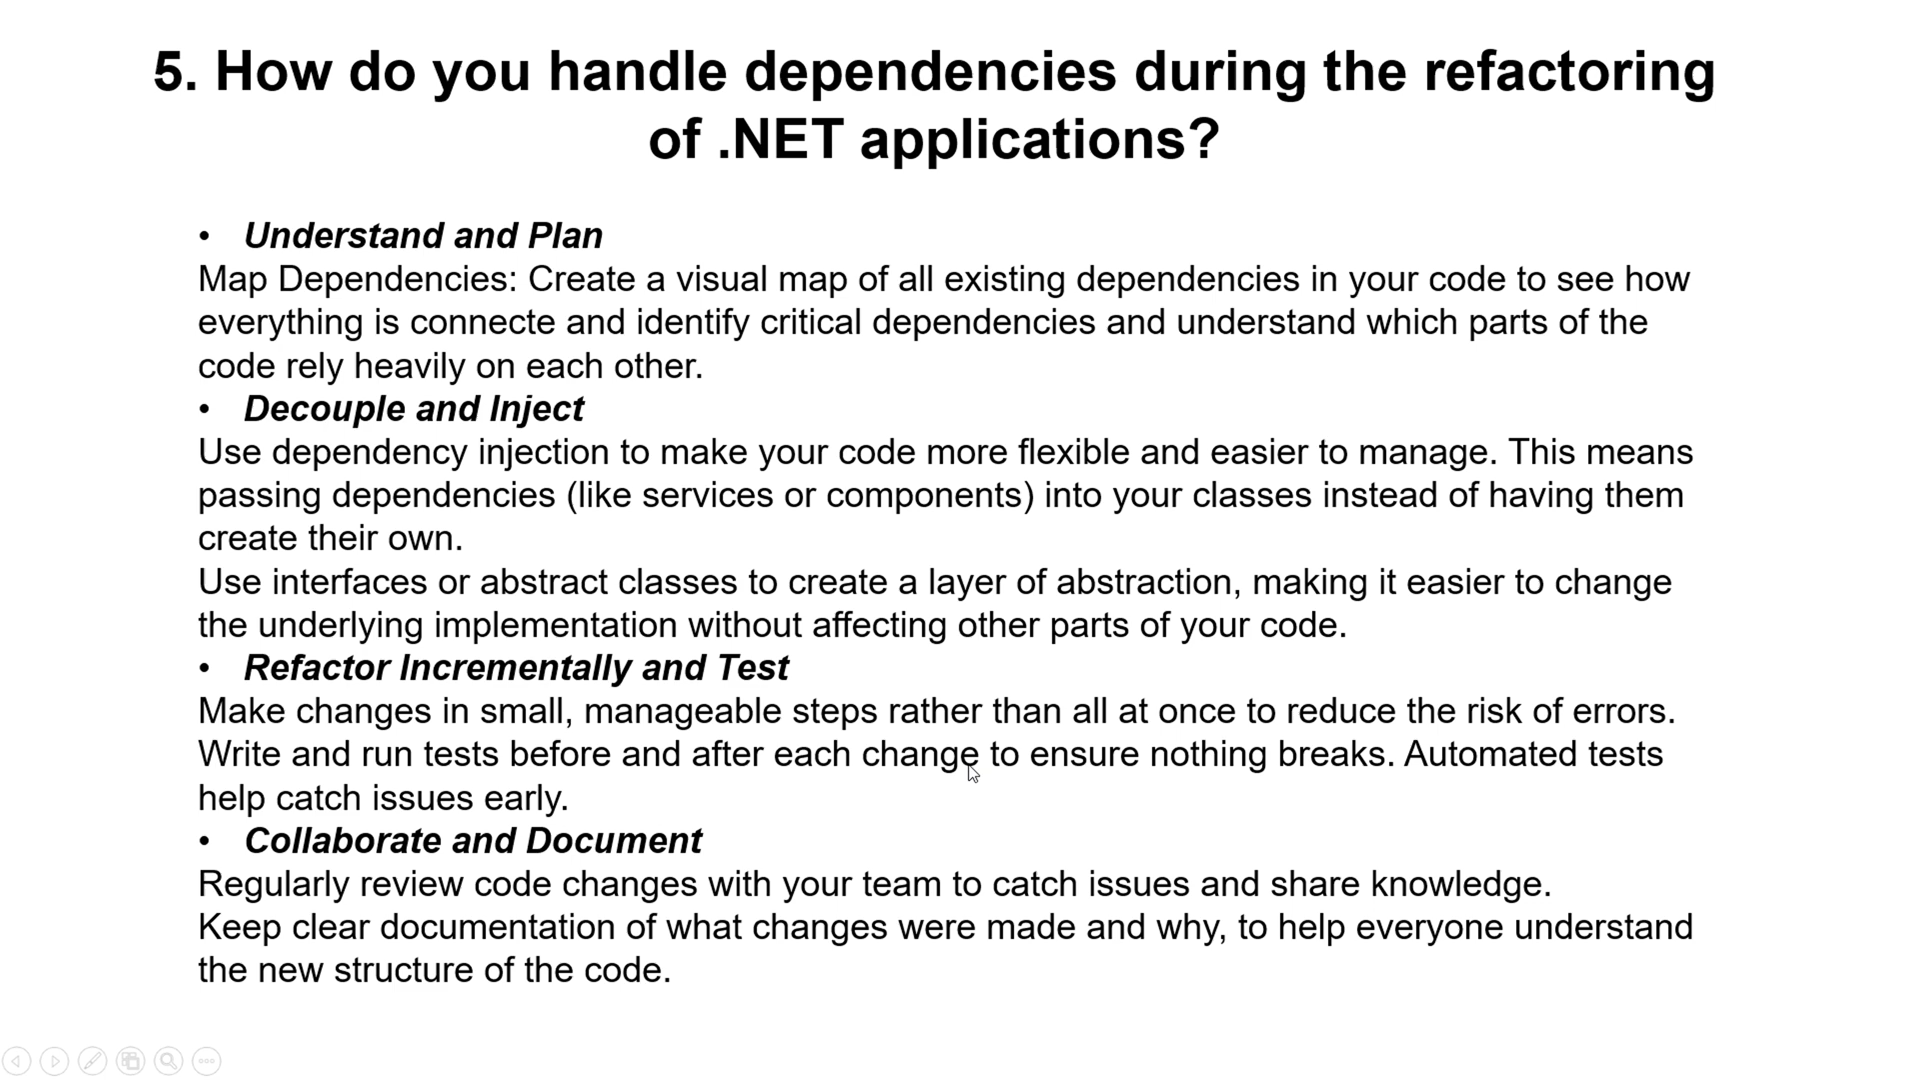 5. How do you handle dependencies during the refactoring
of .NET applications?
• Understand and Plan
Map Dependencies: Create a visual map of all existing dependencies in your code to see how
everything is connecte and identify critical dependencies and understand which parts of the
code rely heavily on each other.
• Decouple and Inject
Use dependency injection to make your code more flexible and easier to manage. This means
passing dependencies (like services or components) into your classes instead of having them
create their own.
Use interfaces or abstract classes to create a layer of abstraction, making it easier to change
the underlying implementation without affecting other parts of your code.
• Refactor Incrementally and Test
Make changes in small, manageable steps rather than all at once to reduce the risk of errors.
Write and run tests before and after each change to ensure nothing breaks. Automated tests
help catch issues early.
• Collaborate and Document
Regularly review code changes with your team to catch issues and share knowledge.
Keep clear documentation of what changes were made and why, to help everyone understand
the new structure of the code.